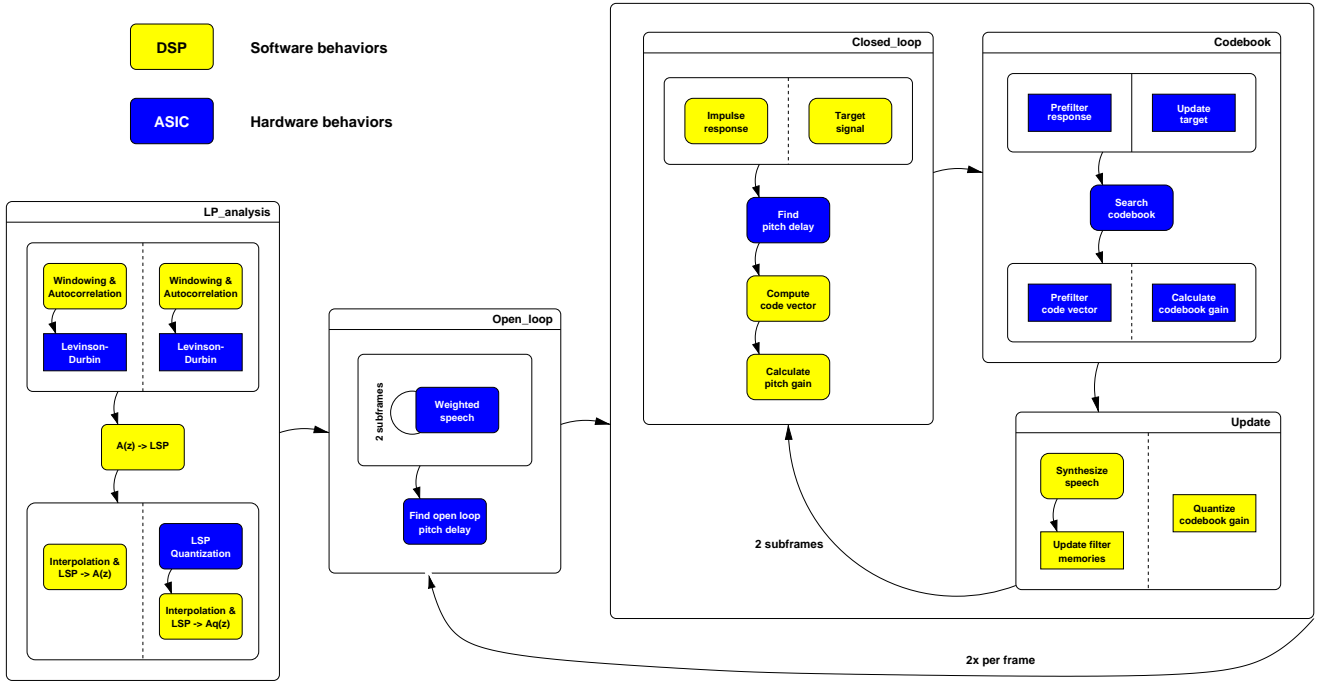 DSP
Software behaviors
ASIC
Hardware behaviors
LP_analysis
Windowing &
Autocorrelation
Windowing &
Autocorrelation
Levinson-
Durbin
Levinson-
Durbin
A(z) -> LSP
Interpolation &
LSP -> A(z)
LSP
Quantization
Interpolation &
LSP -> Aq(z)
Open_loop
2 subframes
Weighted
speech
Find open loop
pitch delay
Closed_loop
Impulse
response
Target
signal
Find
pitch delay
Compute
code vector
Calculate
pitch gain
Codebook
Prefilter
response
Update
target
Search
codebook
Prefilter
code vector
Calculate
codebook gain
Update
Synthesize
speech
Update filter
memories
Quantize
codebook gain
2 subframes
2x per frame